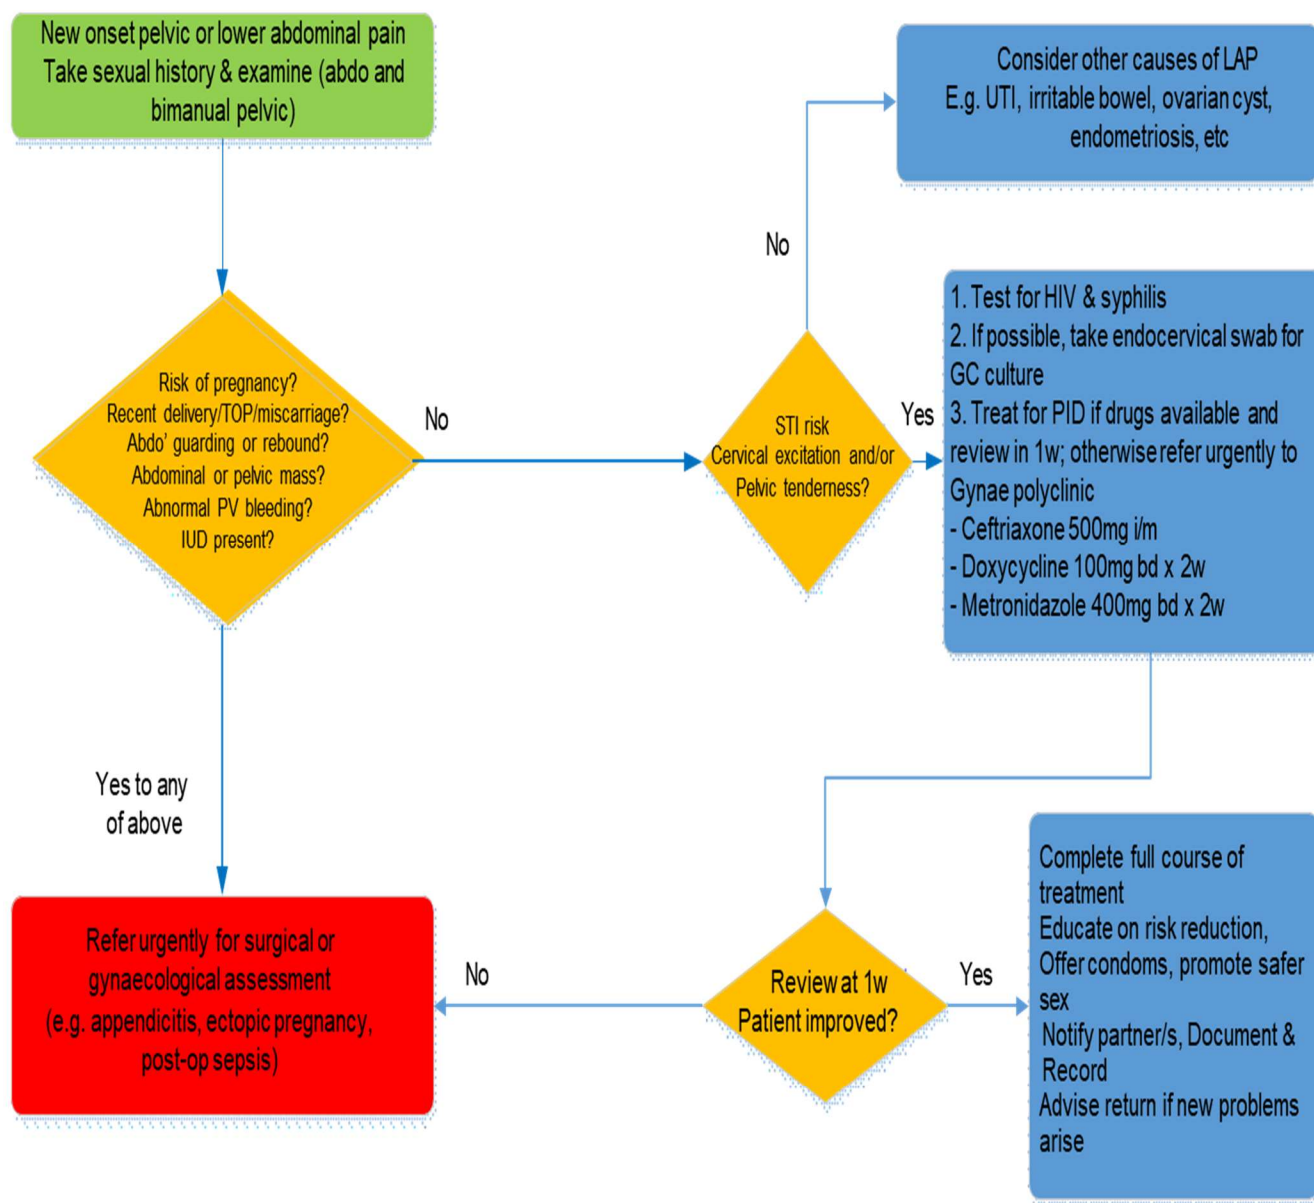 New onset pelvic or lower abdominal pain
Take sexual history & examine (abdo and
bimanual pelvic)
Consider other causes of LAP
E.g. UTI, irritable bowel, ovarian cyst,
endometriosis, etc
No
Risk of pregnancy?
Recent delivery/TOP/miscarriage?
Abdo' guarding or rebound?
Abdominal or pelvic mass?
Abnormal PV bleeding?
IUD present?
No
STI risk
Cervical excitation and/or
Pelvic tenderness?
Yes
1. Test for HIV & syphilis
2. If possible, take endocervical swab for
GC culture
3. Treat for PID if drugs available and
review in 1w; otherwise refer urgently to
Gynae polyclinic
- Ceftriaxone 500mg i/m
- Doxycycline 100mg bd x 2w
- Metronidazole 400mg bd x 2w
Yes to any
of above
Refer urgently for surgical or
gynaecological assessment
(e.g. appendicitis, ectopic pregnancy,
post-op sepsis)
No
Review at 1w
Patient improved?
Yes
Complete full course of
treatment
Educate on risk reduction,
Offer condoms, promote safer
sex
Notify partner/s, Document &
Record
Advise return if new problems
arise